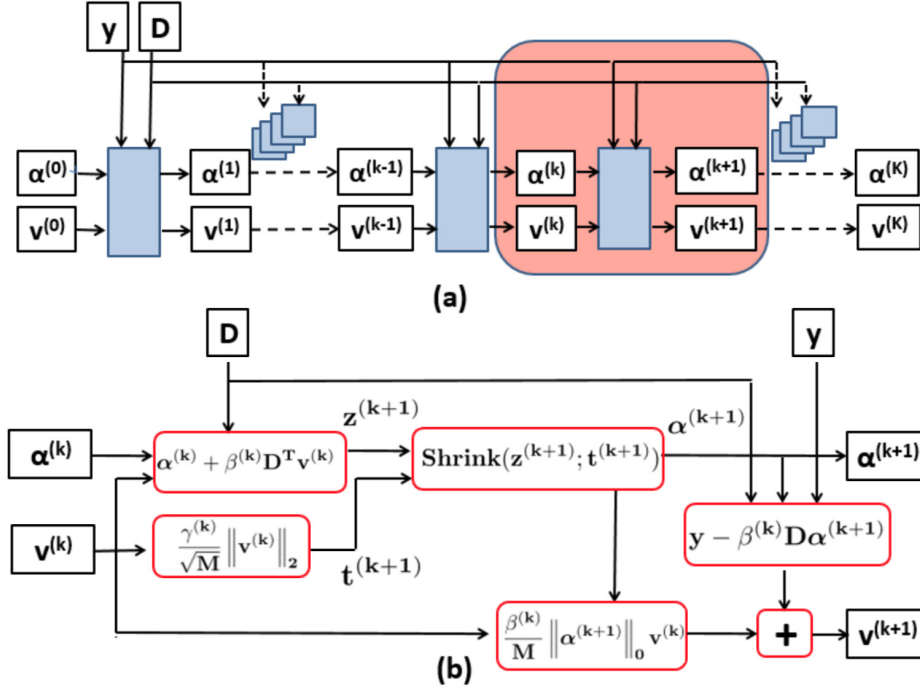 y D
α^(0) α^(1) α^(k-1) α^(k) α^(k+1) α^(K)
v^(0) v^(1) v^(k-1) v^(k) v^(k+1) v^(K)
(a)
D y
z^(k+1) α^(k+1)
α^(k) α^(k) + β^(k) D^T v^(k) Shrink(z^(k+1); t^(k+1)) α^(k+1)
v^(k) γ^(k)/√M ‖v^(k)‖₂ y − β^(k) Dα^(k+1)
t^(k+1)
β^(k)/M ‖α^(k+1)‖₀ v^(k) + v^(k+1)
(b)